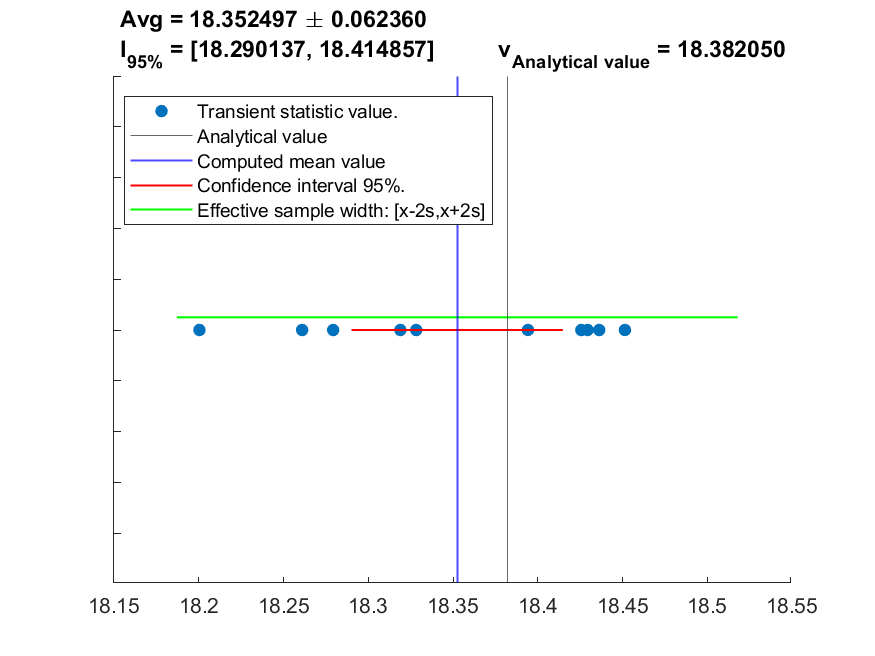 Avg = 18.352497 ± 0.062360
I95% = [18.290137, 18.414857] vAnalytical value = 18.382050
Transient statistic value.
Analytical value
Computed mean value
Confidence interval 95%.
Effective sample width: [x-2s,x+2s]
18.15 18.2 18.25 18.3 18.35 18.4 18.45 18.5 18.55